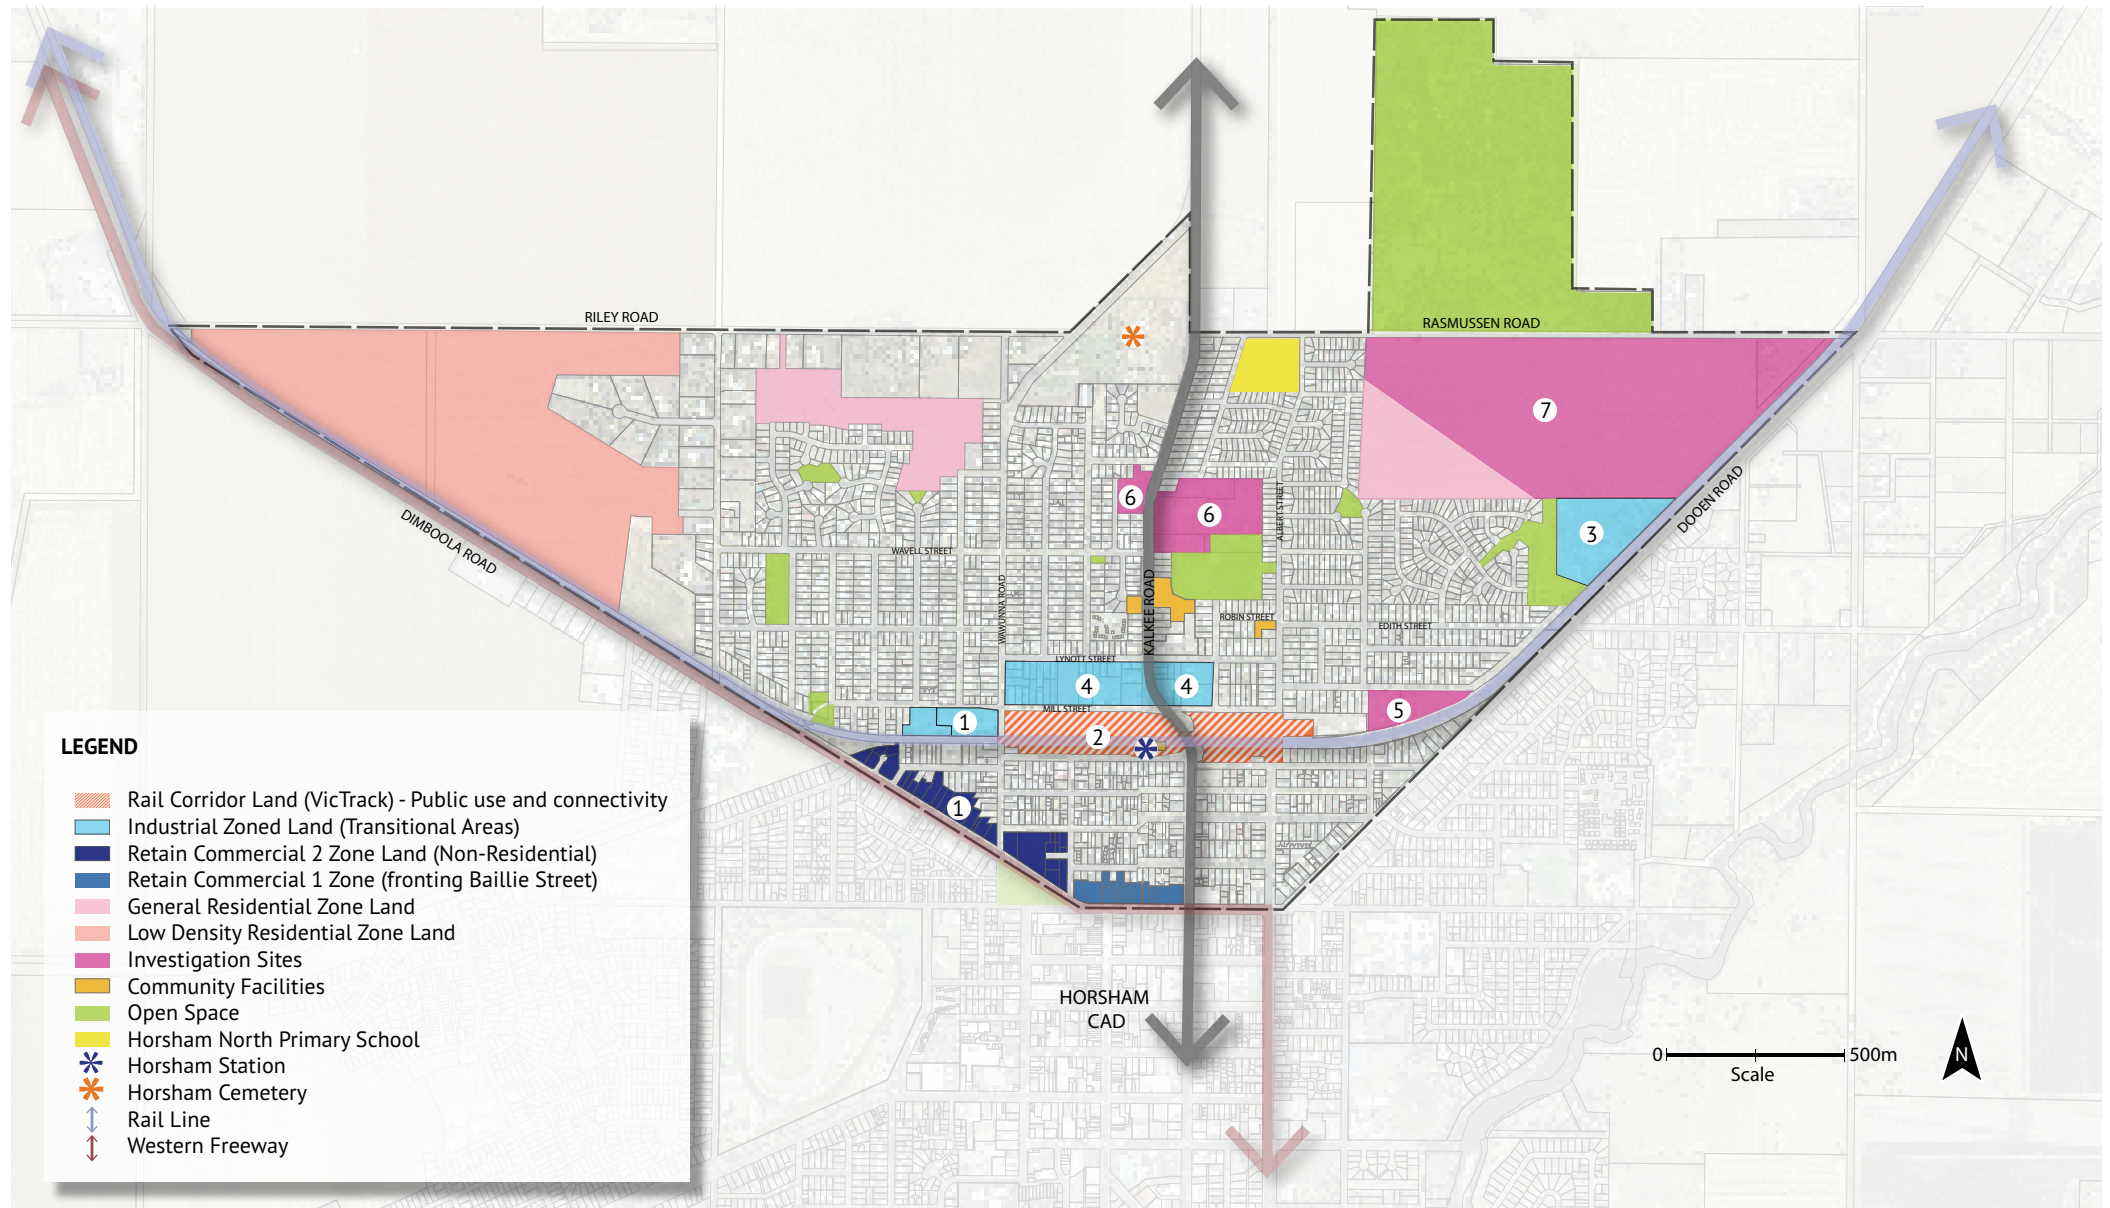 RILEY ROAD
RASMUSSEN ROAD
7
DIMBOOLA ROAD
6
6
ALBERT STREET
DOOEN ROAD
3
WAVELL STREET
WAWUNNA ROAD
KALKEE ROAD
ROBIN STREET
EDITH STREET
LYNOTT STREET
4
4
MILL STREET
5
1
2
1
LEGEND
Rail Corridor Land (VicTrack) - Public use and connectivity
Industrial Zoned Land (Transitional Areas)
Retain Commercial 2 Zone Land (Non-Residential)
Retain Commercial 1 Zone (fronting Baillie Street)
General Residential Zone Land
Low Density Residential Zone Land
Investigation Sites
Community Facilities
Open Space
Horsham North Primary School
Horsham Station
Horsham Cemetery
Rail Line
Western Freeway
HORSHAM
CAD
0
500m
Scale
N